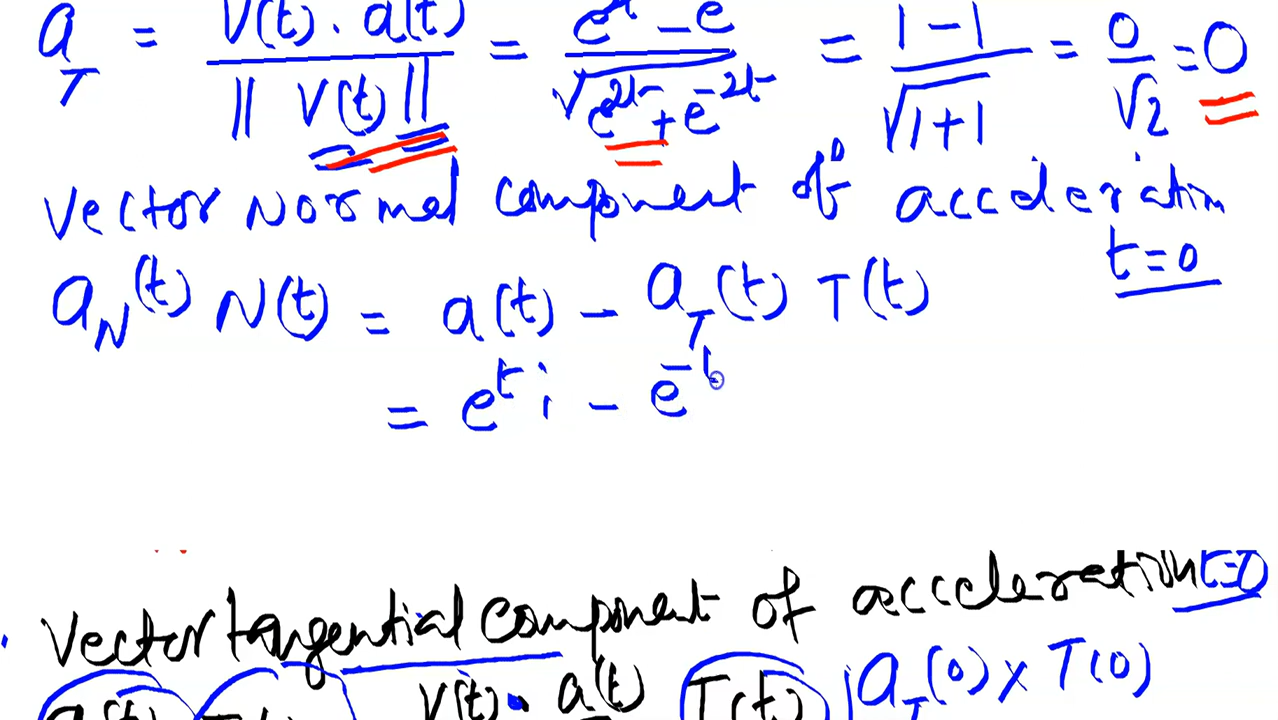 a_T = V(t) · a(t) / || V(t) || = e^{2t} - e / √(e^{2t} + e^{-2t}) = 1 - 1 / √(1+1) = 0 / √2 = 0
Vector Normal component of acceleration
t=0
a_N(t) N(t) = a(t) - a_T(t) T(t)
= e^t i - e^-t
Vector tangential component of acceleration t=0
V(t) · a(t) T(t) a_T(0) × T(0)